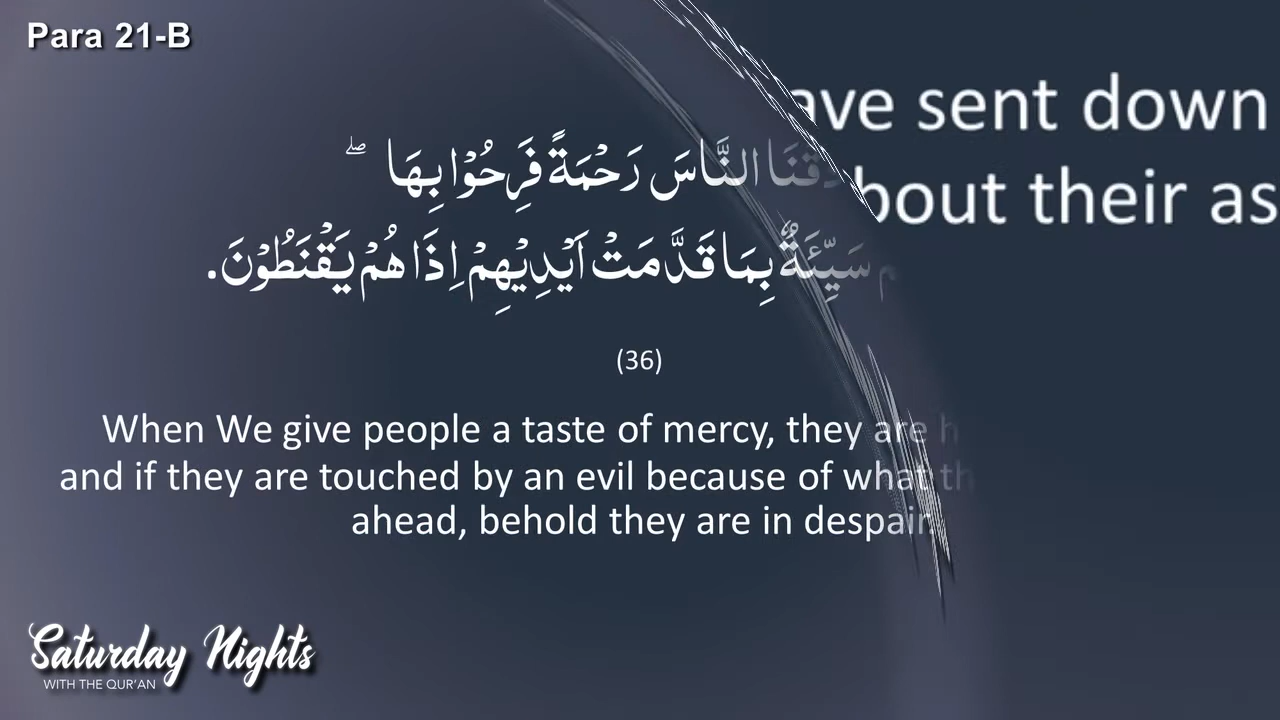 Para 21-B
ave sent down
bout their as
النَّاسَ رَحْمَةً فَرِحُوْا بِهَا ۖ
سَيِّئَةٌۢ بِمَا قَدَّمَتْ اَيْدِيْهِمْ اِذَا هُمْ يَقْنَطُوْنَ.
(36)
When We give people a taste of mercy, they are h
and if they are touched by an evil because of what th
ahead, behold they are in despair.
Saturday Nights
WITH THE QUR'AN